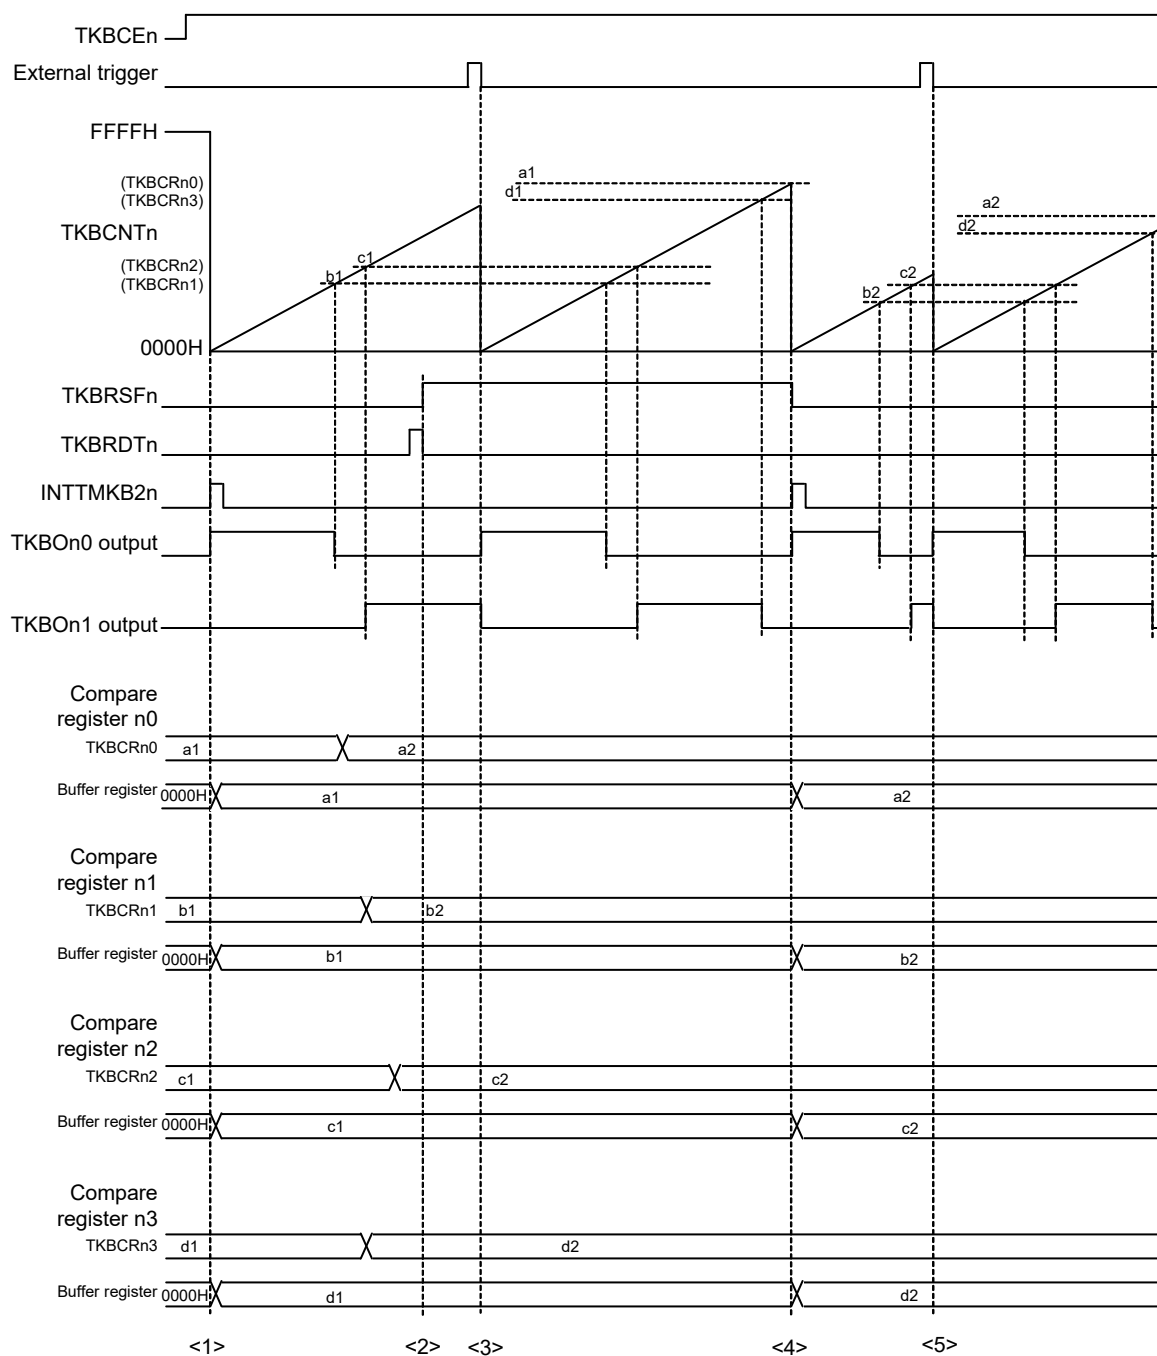 TKBCEn
External trigger
FFFFH
(TKBCRn0)
(TKBCRn3)
TKBCNTn
(TKBCRn2)
(TKBCRn1)
0000H
a1
d1
a2
d2
c1
b1
c2
b2
TKBRSFn
TKBRDTn
INTTMKB2n
TKBOn0 output
TKBOn1 output
Compare
register n0
TKBCRn0 a1 a2
Buffer register 0000H a1 a2
Compare
register n1
TKBCRn1 b1 b2
Buffer register 0000H b1 b2
Compare
register n2
TKBCRn2 c1 c2
Buffer register 0000H c1 c2
Compare
register n3
TKBCRn3 d1 d2
Buffer register 0000H d1 d2
<1> <2> <3> <4> <5>